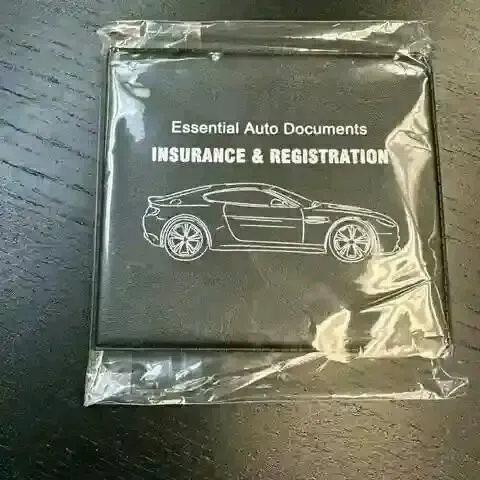 Essential Auto Documents
INSURANCE & REGISTRATION